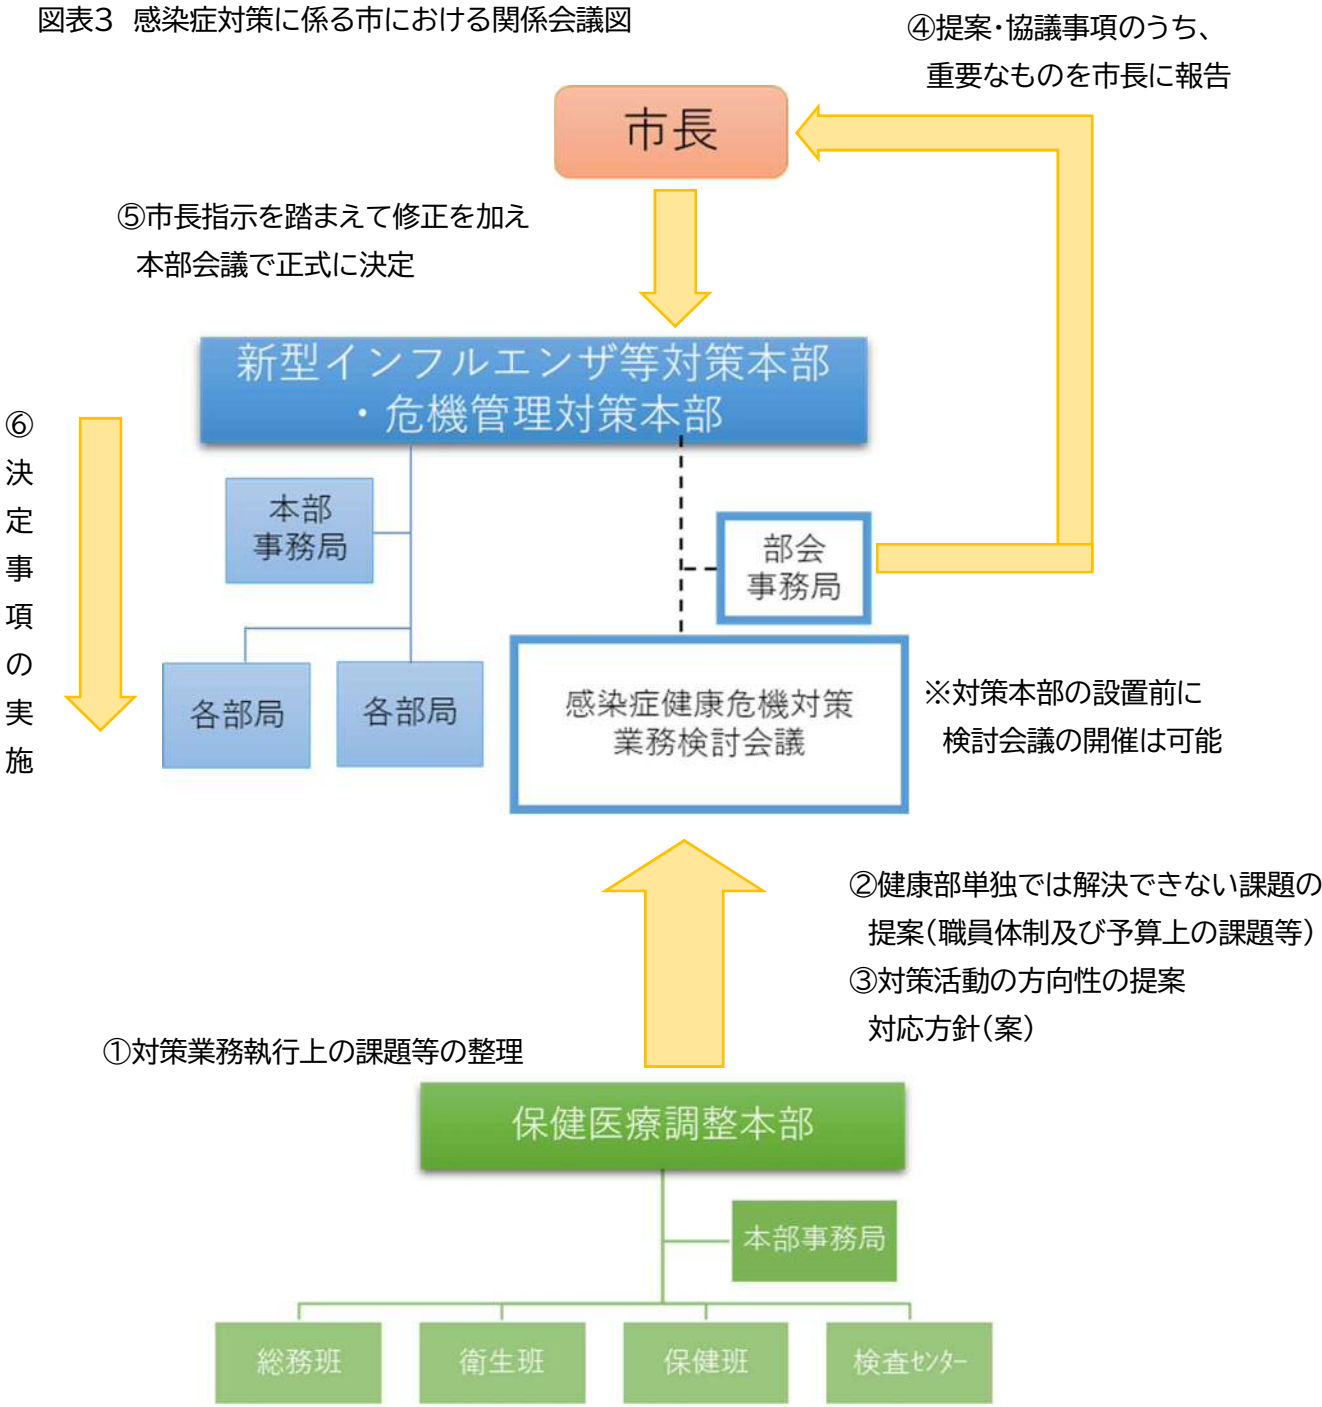 図表3 感染症対策に係る市における関係会議図
④提案・協議事項のうち、
重要なものを市長に報告
市長
⑤市長指示を踏まえて修正を加え
本部会議で正式に決定
新型インフルエンザ等対策本部
・危機管理対策本部
⑥決定事項の実施
本部
事務局
部会
事務局
各部局
各部局
感染症健康危機対策
業務検討会議
※対策本部の設置前に
検討会議の開催は可能
②健康部単独では解決できない課題の
提案(職員体制及び予算上の課題等)
③対策活動の方向性の提案
対応方針(案)
①対策業務執行上の課題等の整理
保健医療調整本部
本部事務局
総務班
衛生班
保健班
検査ｾﾝﾀｰ